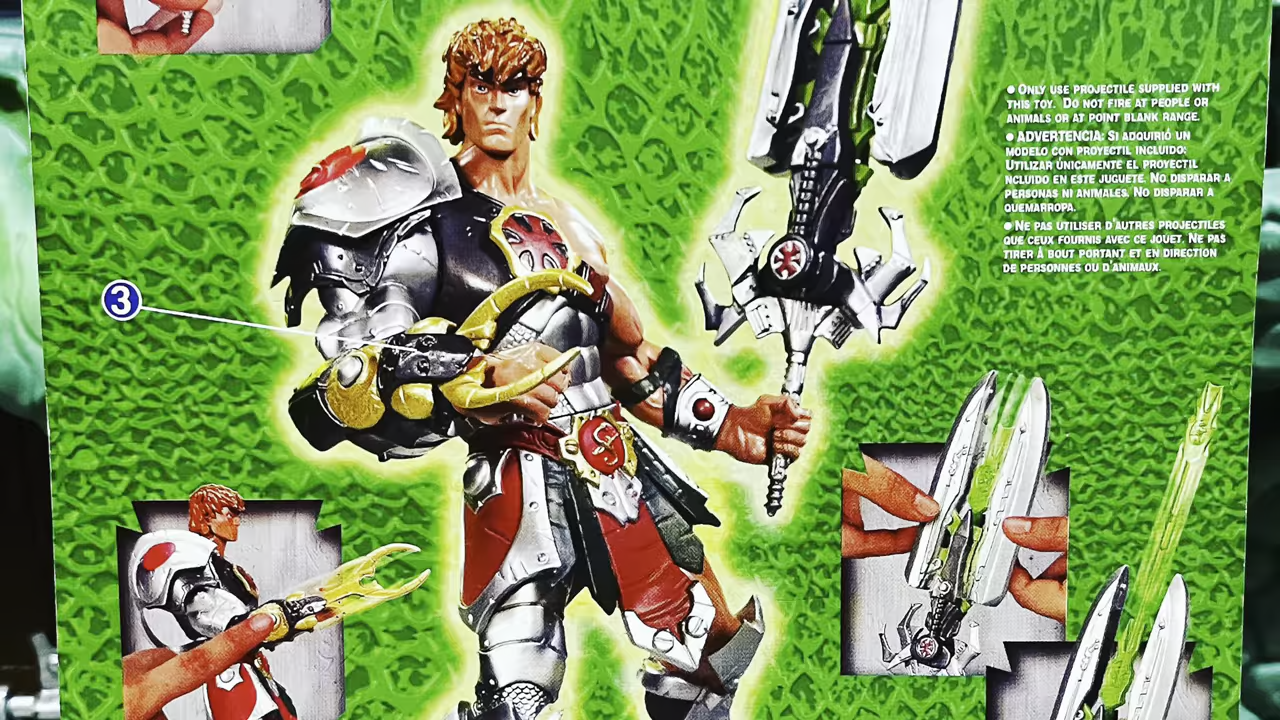 ● ONLY USE PROJECTILE SUPPLIED WITH
THIS TOY. DO NOT FIRE AT PEOPLE OR
ANIMALS OR AT POINT BLANK RANGE.
● ADVERTENCIA: SI ADQUIRIÓ UN
MODELO CON PROYECTIL INCLUIDO:
UTILIZAR ÚNICAMENTE EL PROYECTIL
NCLUIDO EN ESTE JUGUETE. NO DISPARAR A
PERSONAS NI ANIMALES. NO DISPARAR A
QUEMARROPA.
● NE PAS UTILISER D'AUTRES PROJECTILES
QUE CEUX FOURNIS AVEC CE JOUET. NE PAS
TIRER À BOUT PORTANT ET EN DIRECTION
DE PERSONNES OU D'ANIMAUX.
3